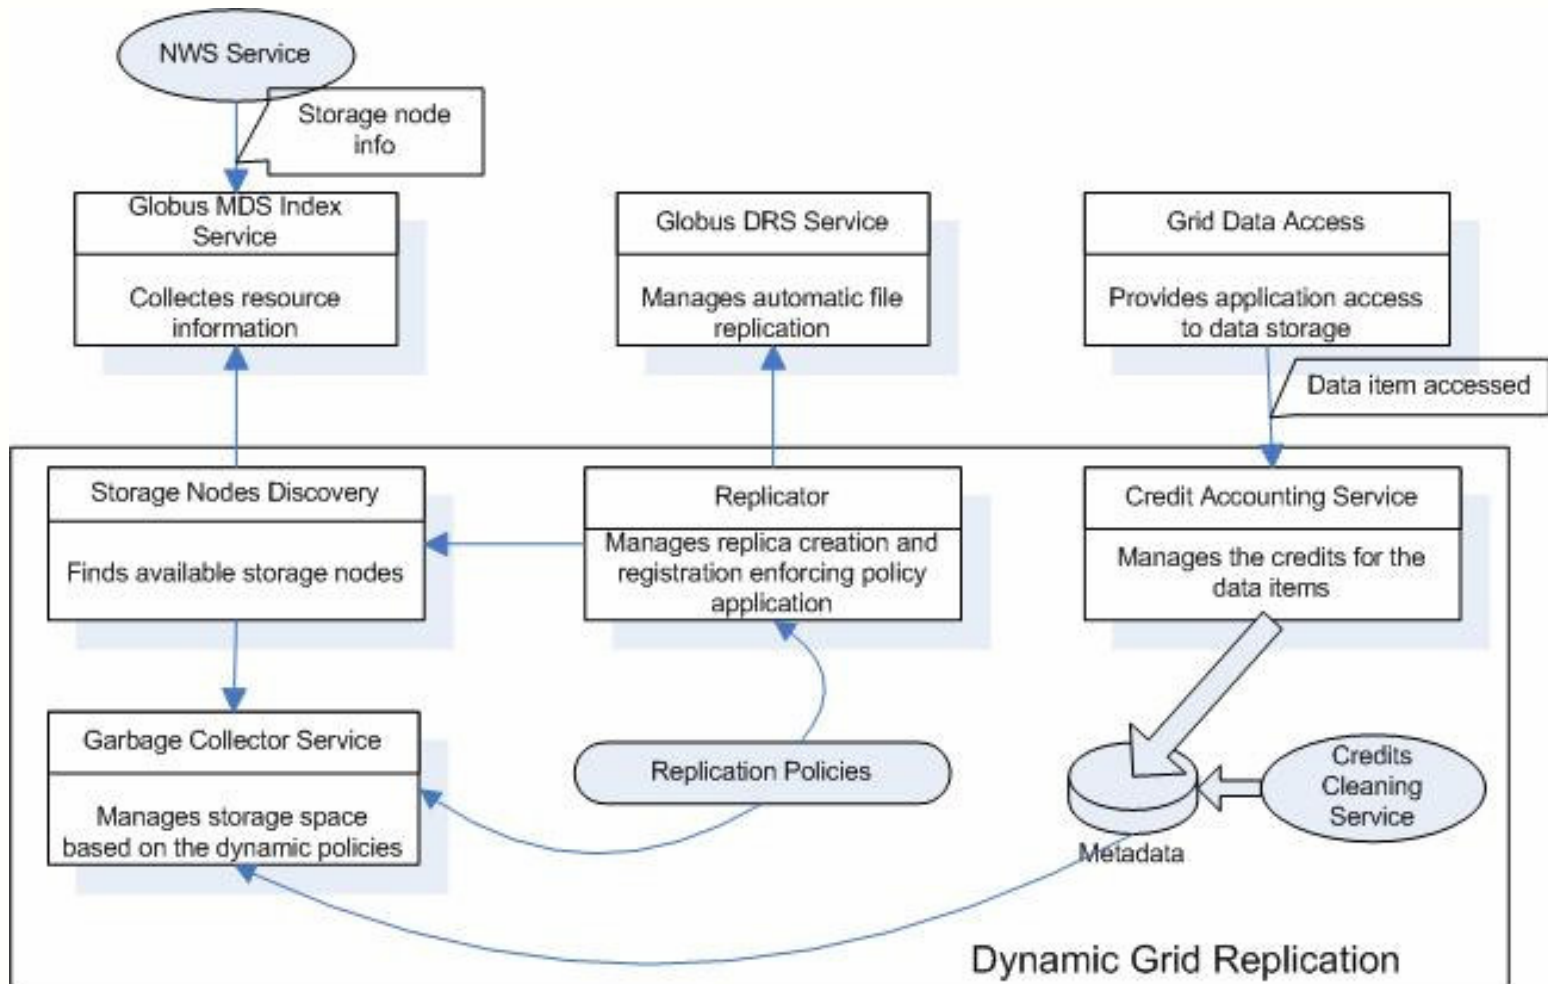 NWS Service
Storage node
info
Globus MDS Index
Service
Collectes resource
information
Globus DRS Service
Manages automatic file
replication
Grid Data Access
Provides application access
to data storage
Data item accessed
Storage Nodes Discovery
Finds available storage nodes
Replicator
Manages replica creation and
registration enforcing policy
application
Credit Accounting Service
Manages the credits for the
data items
Garbage Collector Service
Manages storage space
based on the dynamic policies
Replication Policies
Metadata
Credits
Cleaning
Service
Dynamic Grid Replication